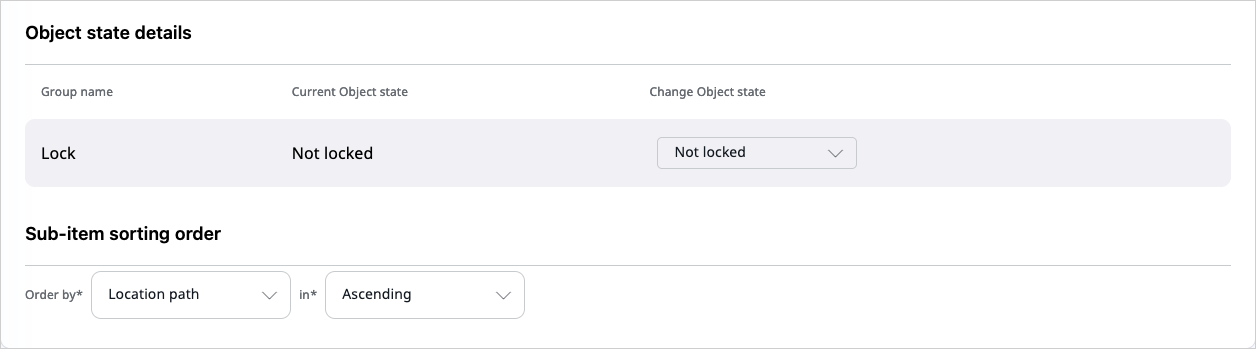 Object state details
Group name Current Object state Change Object state
Lock Not locked Not locked
Sub-item sorting order
Order by* Location path in* Ascending